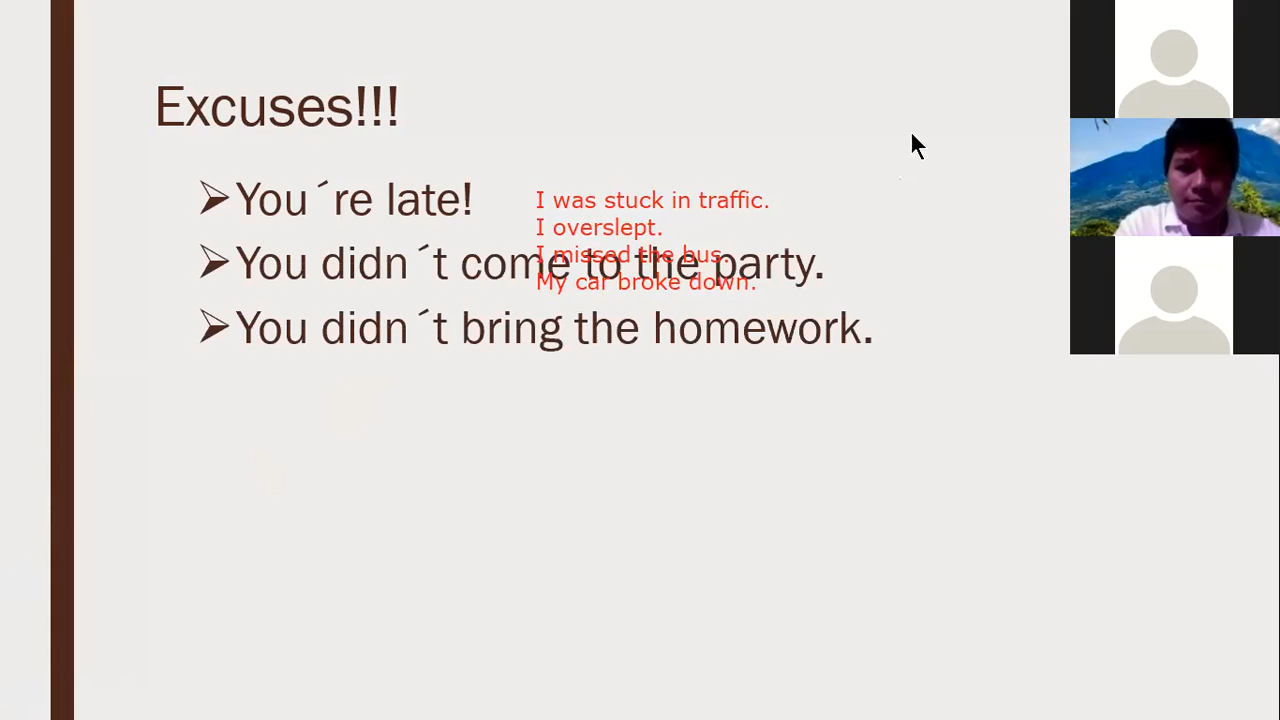 Excuses!!!
You´re late!
I was stuck in traffic.
I overslept.
I missed the bus.
You didn´t come to the party.
My car broke down.
You didn´t bring the homework.